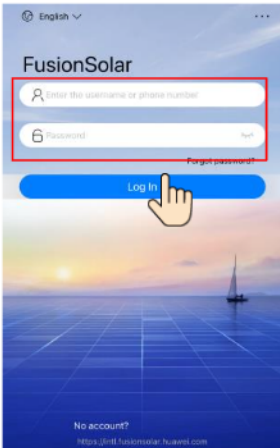 English
...
FusionSolar
Enter the username or phone number
Password
Forgot password?
Log In
No account?
https://intl.fusionsolar.huawei.com